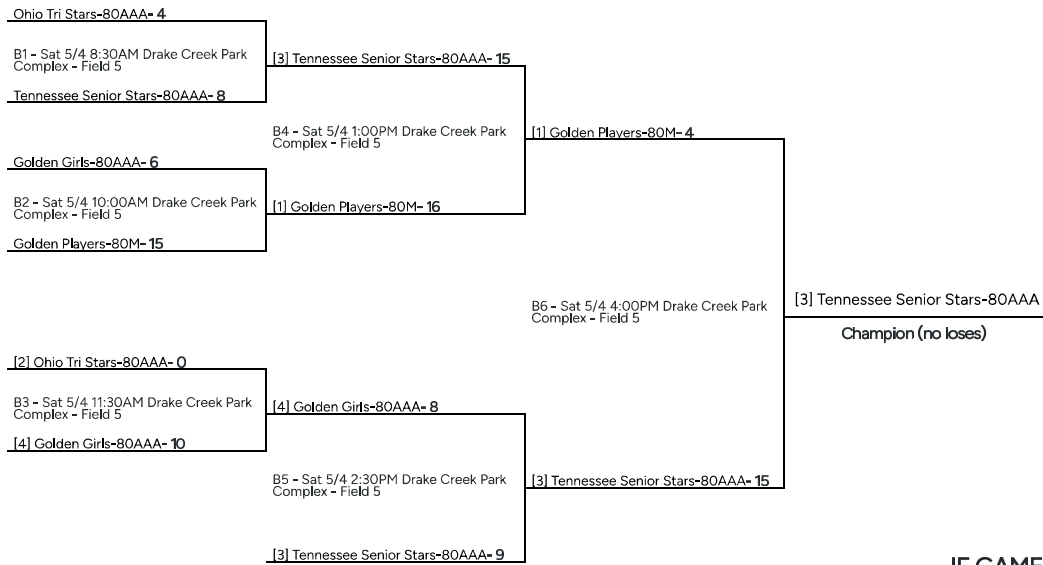 Ohio Tri Stars-80AAA- 4
B1 - Sat 5/4 8:30AM Drake Creek Park
Complex - Field 5
Tennessee Senior Stars-80AAA- 8
[3] Tennessee Senior Stars-80AAA- 15
B4 - Sat 5/4 1:00PM Drake Creek Park
Complex - Field 5
[1] Golden Players-80M- 4
Golden Girls-80AAA- 6
B2 - Sat 5/4 10:00AM Drake Creek Park
Complex - Field 5
[1] Golden Players-80M- 16
Golden Players-80M- 15
B6 - Sat 5/4 4:00PM Drake Creek Park
Complex - Field 5
[3] Tennessee Senior Stars-80AAA
Champion (no loses)
[2] Ohio Tri Stars-80AAA- 0
B3 - Sat 5/4 11:30AM Drake Creek Park
Complex - Field 5
[4] Golden Girls-80AAA- 10
[4] Golden Girls-80AAA- 8
B5 - Sat 5/4 2:30PM Drake Creek Park
Complex - Field 5
[3] Tennessee Senior Stars-80AAA- 15
[3] Tennessee Senior Stars-80AAA- 9
IF GAME